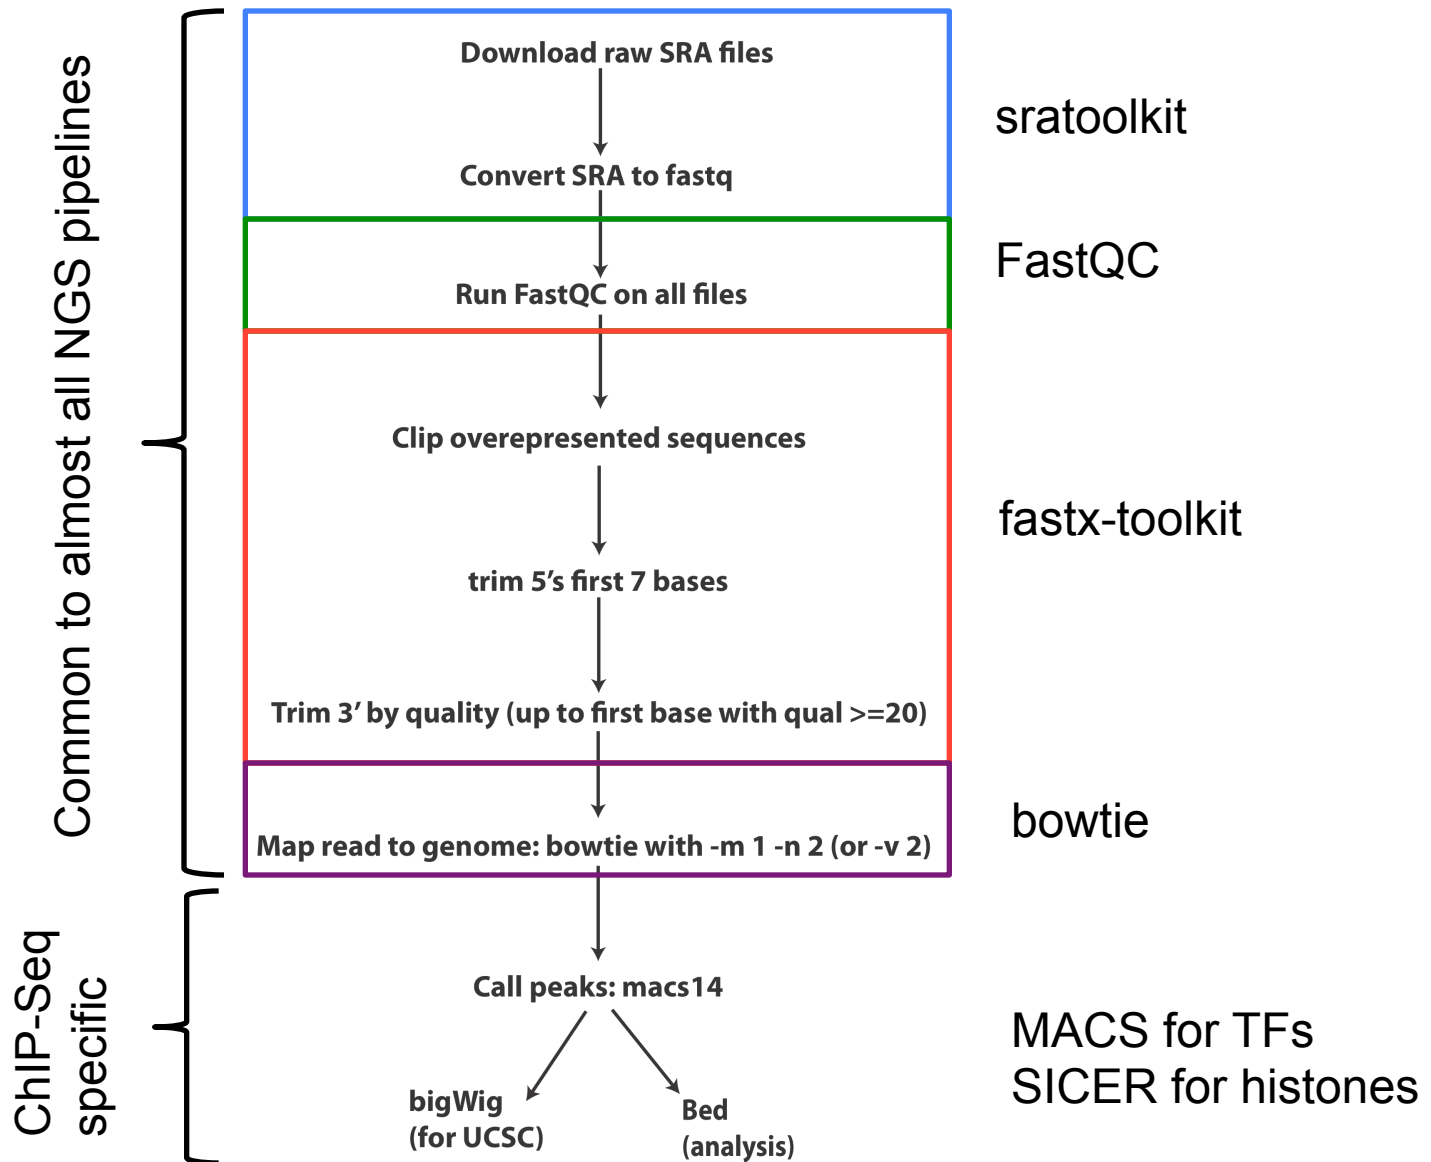 Common to almost all NGS pipelines
Download raw SRA files
Convert SRA to fastq
sratoolkit
Run FastQC on all files
FastQC
Clip overepresented sequences
trim 5's first 7 bases
Trim 3' by quality (up to first base with qual >=20)
fastx-toolkit
Map read to genome: bowtie with -m 1 -n 2 (or -v 2)
bowtie
ChIP-Seq
specific
Call peaks: macs14
bigWig
(for UCSC)
Bed
(analysis)
MACS for TFs
SICER for histones